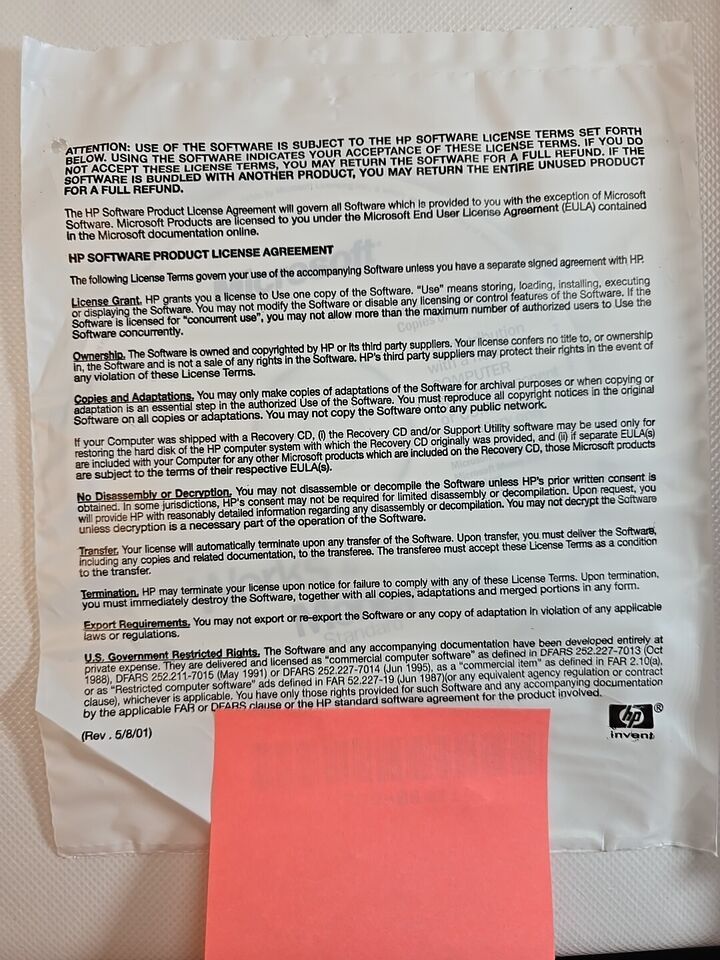 ATTENTION: USE OF THE SOFTWARE IS SUBJECT TO THE HP SOFTWARE LICENSE TERMS SET FORTH
BELOW. USING THE SOFTWARE INDICATES YOUR ACCEPTANCE OF THESE LICENSE TERMS. IF YOU DO
NOT ACCEPT THESE LICENSE TERMS, YOU MAY RETURN THE SOFTWARE FOR A FULL REFUND. IF THE
SOFTWARE IS BUNDLED WITH ANOTHER PRODUCT, YOU MAY RETURN THE ENTIRE UNUSED PRODUCT
FOR A FULL REFUND.
The HP Software Product License Agreement will govern all Software which is provided to you with the exception of Microsoft
Software. Microsoft Products are licensed to you under the Microsoft End User License Agreement (EULA) contained
in the Microsoft documentation online.
HP SOFTWARE PRODUCT LICENSE AGREEMENT
The following License Terms govern your use of the accompanying Software unless you have a separate signed agreement with HP.
License Grant. HP grants you a license to Use one copy of the Software. "Use" means storing, loading, installing, executing
or displaying the Software. You may not modify the Software or disable any licensing or control features of the Software. If the
Software is licensed for "concurrent use", you may not allow more than the maximum number of authorized users to Use the
Software concurrently.
Ownership. The Software is owned and copyrighted by HP or its third party suppliers. Your license confers no title to, or ownership
in, the Software and is not a sale of any rights in the Software. HP's third party suppliers may protect their rights in the event of
any violation of these License Terms.
Copies and Adaptations. You may only make copies of adaptations of the Software for archival purposes or when copying or
adaptation is an essential step in the authorized Use of the Software. You must reproduce all copyright notices in the original
Software on all copies or adaptations. You may not copy the Software onto any public network.
If your Computer was shipped with a Recovery CD, (i) the Recovery CD and/or Support Utility software may be used only for
restoring the hard disk of the HP computer system with which the Recovery CD originally was provided, and (ii) if separate EULA(s)
are included with your Computer for any other Microsoft products which are included on the Recovery CD, those Microsoft products
are subject to the terms of their respective EULA(s).
No Disassembly or Decryption. You may not disassemble or decompile the Software unless HP's prior written consent is
obtained. In some jurisdictions, HP's consent may not be required for limited disassembly or decompilation. Upon request, you
will provide HP with reasonably detailed information regarding any disassembly or decompilation. You may not decrypt the Software
unless decryption is a necessary part of the operation of the Software.
Transfer. Your license will automatically terminate upon any transfer of the Software. Upon transfer, you must deliver the Software,
including any copies and related documentation, to the transferee. The transferee must accept these License Terms as a condition
to the transfer.
Termination. HP may terminate your license upon notice for failure to comply with any of these License Terms. Upon termination,
you must immediately destroy the Software, together with all copies, adaptations and merged portions in any form.
Export Requirements. You may not export or re-export the Software or any copy of adaptation in violation of any applicable
laws or regulations.
U.S. Government Restricted Rights. The Software and any accompanying documentation have been developed entirely at
private expense. They are delivered and licensed as "commercial computer software" as defined in DFARS 252.227-7013 (Oct
1988), DFARS 252.211-7015 (May 1991) or DFARS 252.227-7014 (Jun 1995), as a "commercial item" as defined in FAR 2.10(a),
or as "Restricted computer software" ads defined in FAR 52.227-19 (Jun 1987)(or any equivalent agency regulation or contract
clause), whichever is applicable. You have only those rights provided for such Software and any accompanying documentation
by the applicable FAR or DFARS clause or the HP standard software agreement for the product involved.
(Rev. 5/8/01)
hp ®
invent